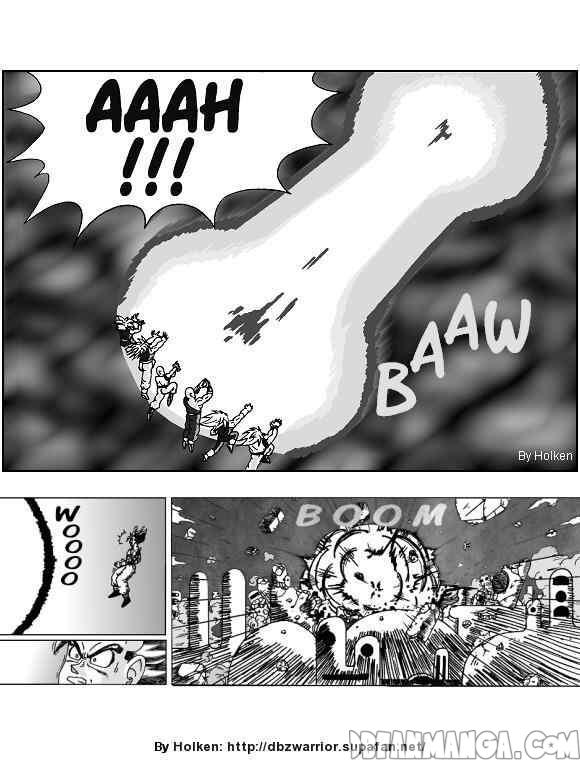 AAAH
!!!
BAAW
By Holken
WOOOO
BOOM
By Holken: http://dbzwarrior.supafan.net/
DBFANMANGA.COM